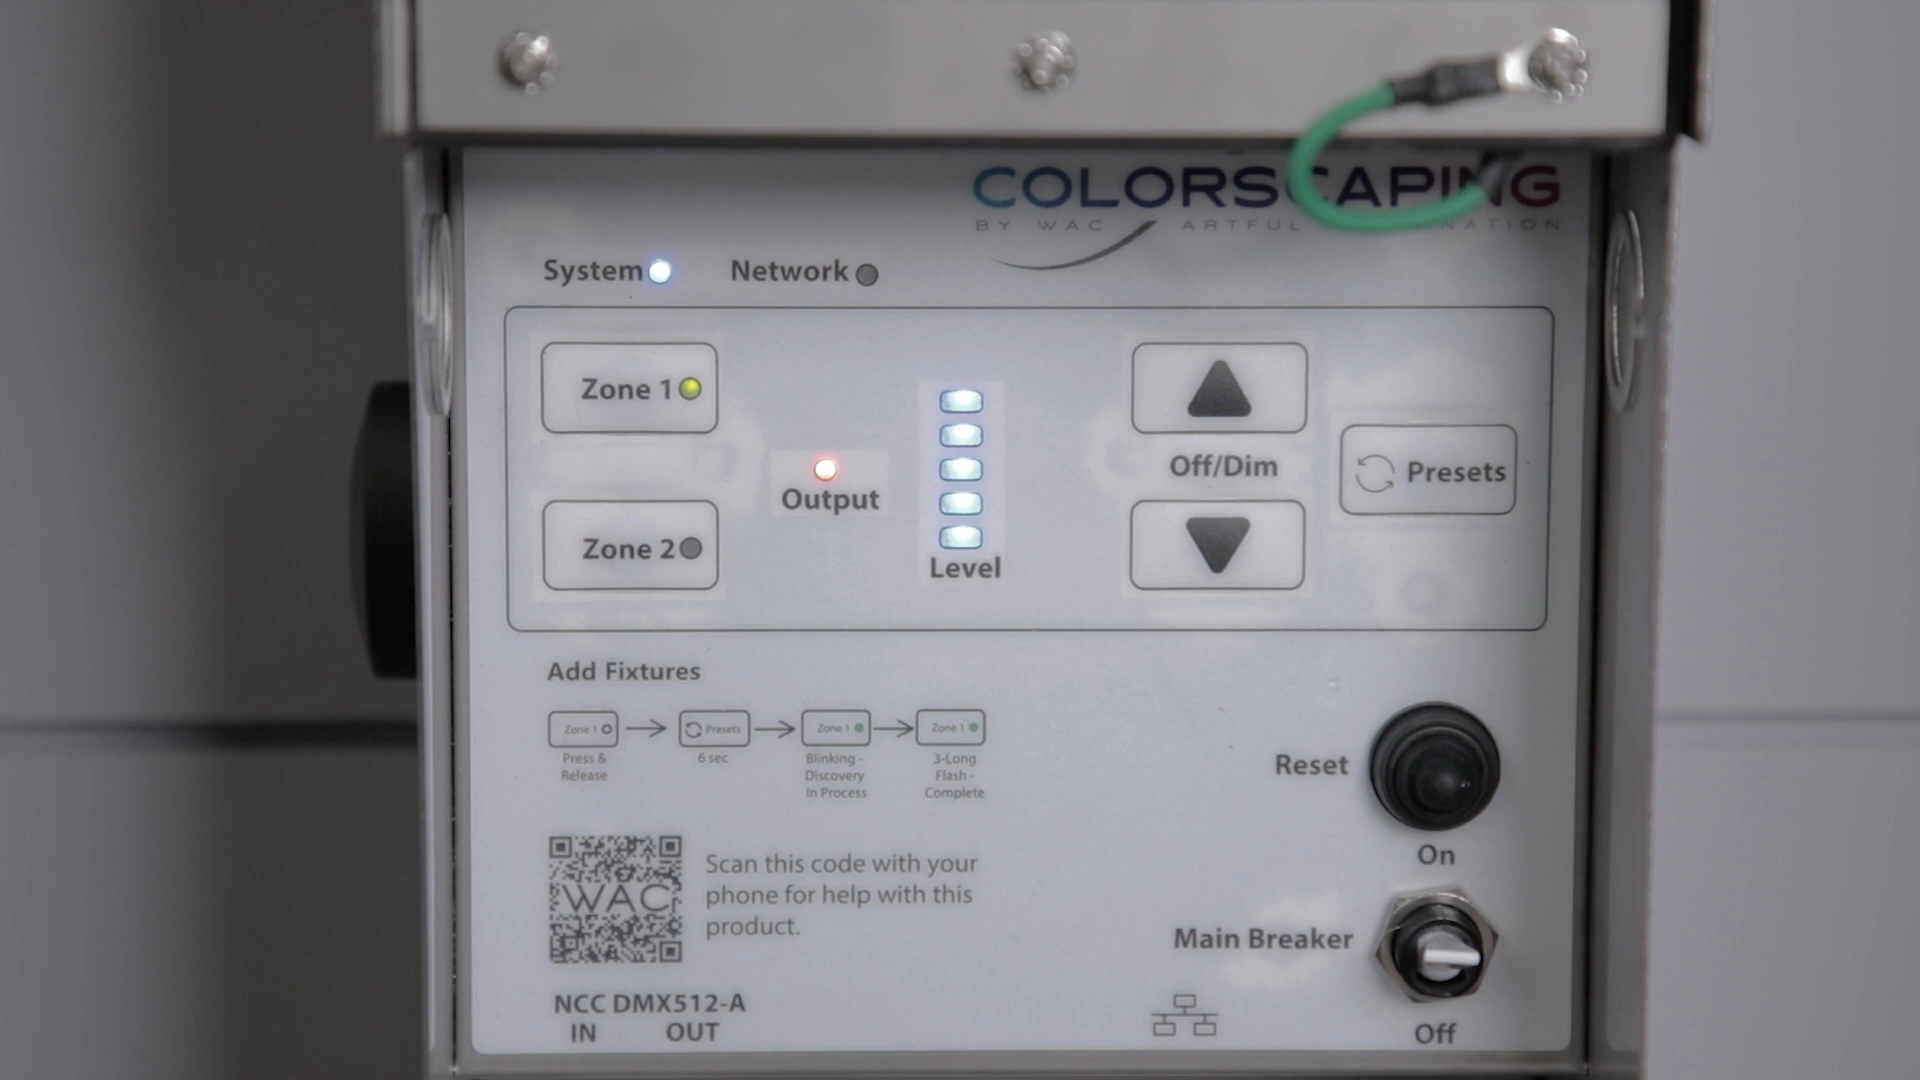 COLORSCAPING
BY WAC ARTFUL
System Network
Zone 1
Output
Zone 2
Level
Off/Dim
Presets
Add Fixtures
Zone 1 Presets Zone 1 Zone 1
Press & Release
6 sec
Blinking - Discovery In Process
3-Long Flash - Complete
Reset
On
WAC
Scan this code with your
phone for help with this
product.
Main Breaker
Off
NCC DMX512-A
IN OUT